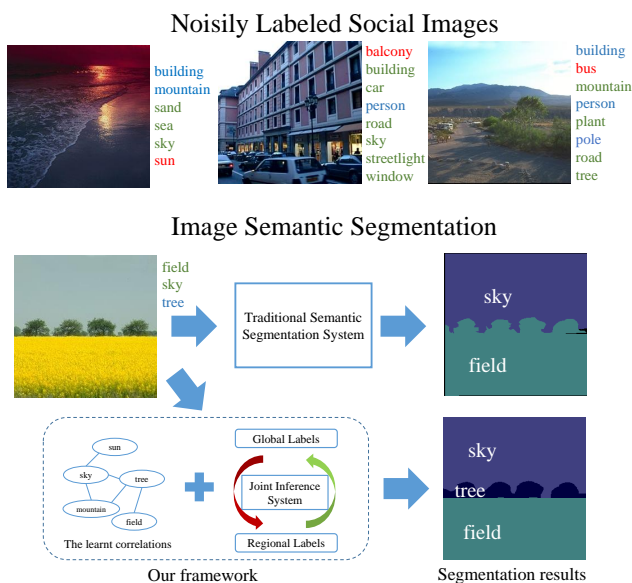 Noisily Labeled Social Images
building
mountain
sand
sea
sky
sun
balcony
building
car
person
road
sky
streetlight
window
building
bus
mountain
person
plant
pole
road
tree
Image Semantic Segmentation
field
sky
tree
Traditional Semantic
Segmentation System
sky
field
sun
sky
tree
mountain
field
The learnt correlations
Global Labels
Joint Inference
System
Regional Labels
sky
tree
field
Our framework
Segmentation results